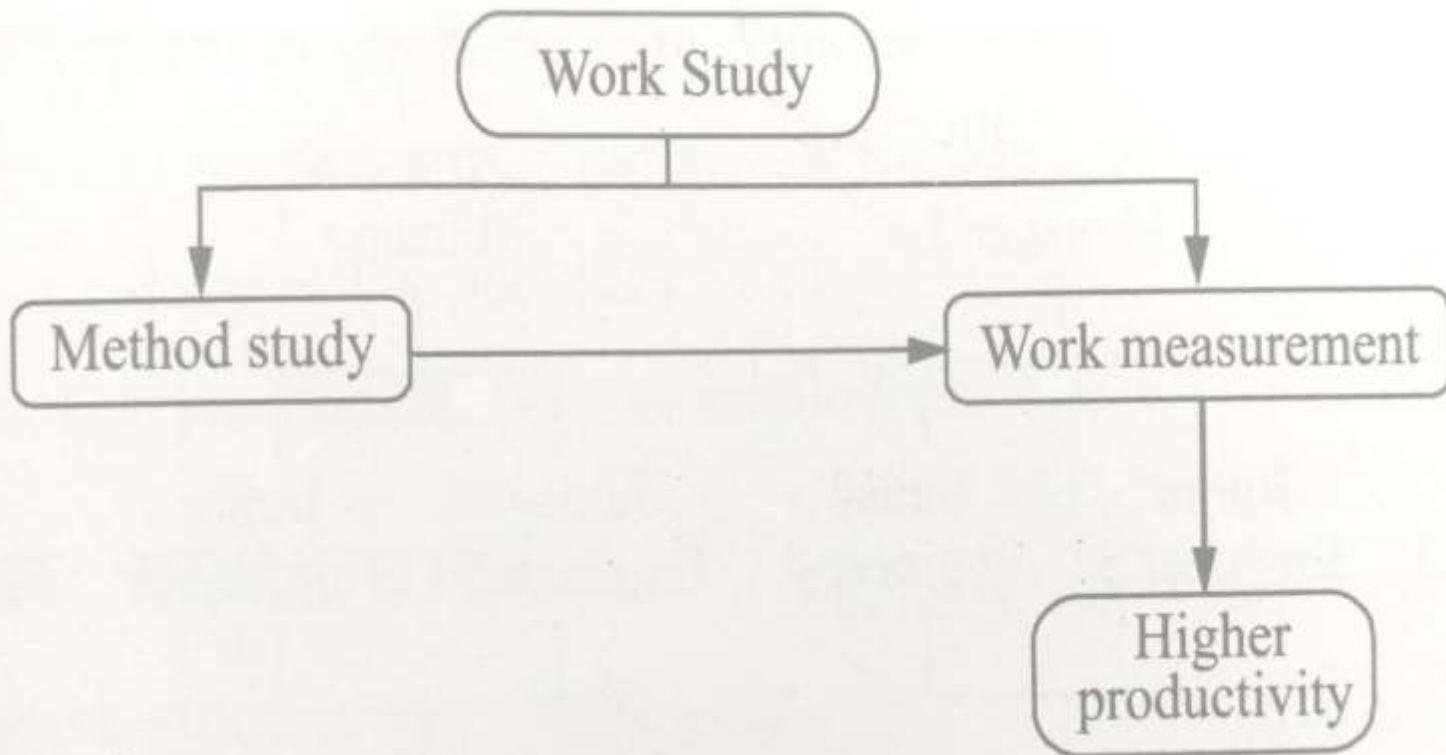 Work Study
Method study
Work measurement
Higher
productivity